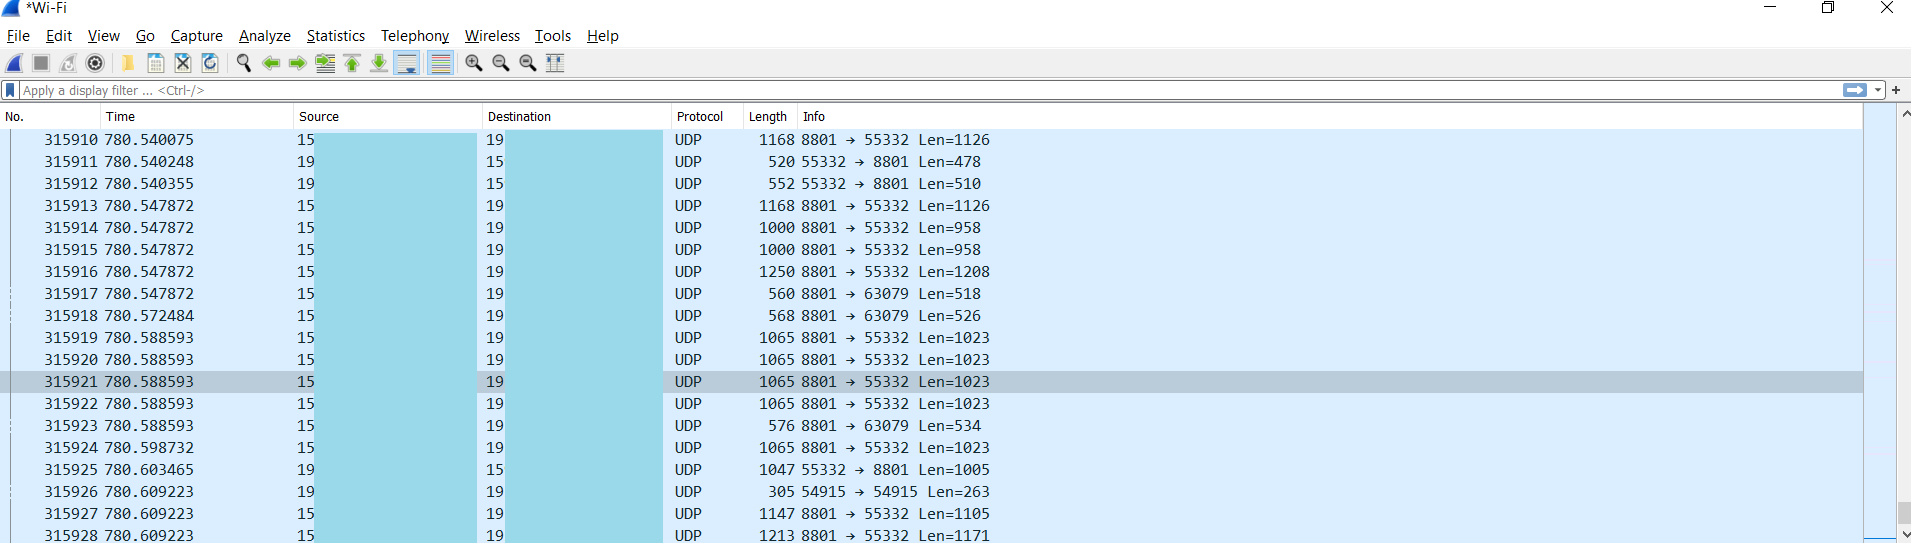 *Wi-Fi
File Edit View Go Capture Analyze Statistics Telephony Wireless Tools Help
Apply a display filter ... <Ctrl-/>
No. Time Source Destination Protocol Length Info
315910 780.540075 15 19 UDP 1168 8801 → 55332 Len=1126
315911 780.540248 19 15 UDP 520 55332 → 8801 Len=478
315912 780.540355 19 15 UDP 552 55332 → 8801 Len=510
315913 780.547872 15 19 UDP 1168 8801 → 55332 Len=1126
315914 780.547872 15 19 UDP 1000 8801 → 55332 Len=958
315915 780.547872 15 19 UDP 1000 8801 → 55332 Len=958
315916 780.547872 15 19 UDP 1250 8801 → 55332 Len=1208
315917 780.547872 15 19 UDP 560 8801 → 63079 Len=518
315918 780.572484 15 19 UDP 568 8801 → 63079 Len=526
315919 780.588593 15 19 UDP 1065 8801 → 55332 Len=1023
315920 780.588593 15 19 UDP 1065 8801 → 55332 Len=1023
315921 780.588593 15 19 UDP 1065 8801 → 55332 Len=1023
315922 780.588593 15 19 UDP 1065 8801 → 55332 Len=1023
315923 780.588593 15 19 UDP 576 8801 → 63079 Len=534
315924 780.598732 15 19 UDP 1065 8801 → 55332 Len=1023
315925 780.603465 19 15 UDP 1047 55332 → 8801 Len=1005
315926 780.609223 19 19 UDP 305 54915 → 54915 Len=263
315927 780.609223 15 19 UDP 1147 8801 → 55332 Len=1105
315928 780.609223 15 19 UDP 1213 8801 → 55332 Len=1171